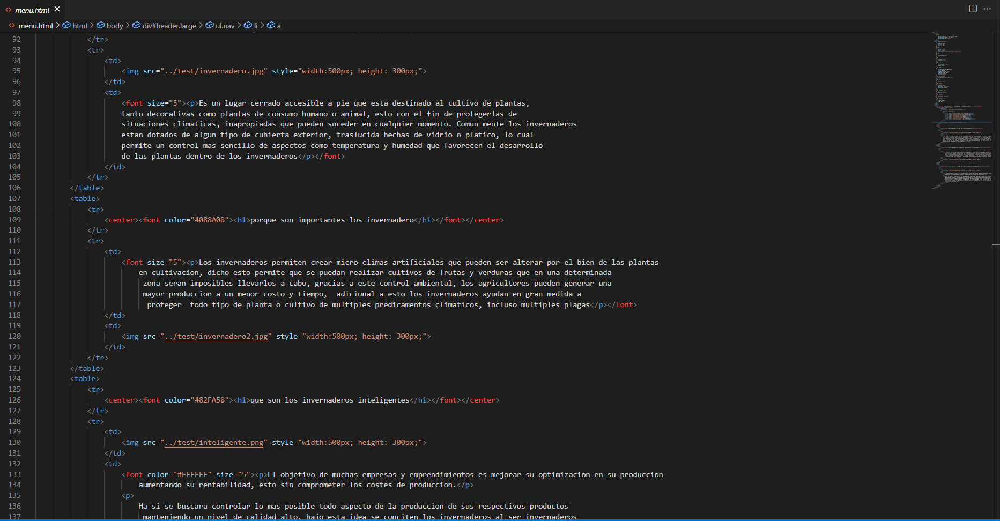 menu.html
menu.html > html > body > div#header.large > ul.nav > li > a
92 </tr>
93 <tr>
94 <td>
95 <img src="../test/invernadero.jpg" style="width:500px; height: 300px;">
96 </td>
97 <td>
98 <font size="5"><p>Es un lugar cerrado accesible a pie que esta destinado al cultivo de plantas,
99 tanto decorativas como plantas de consumo humano o animal, esto con el fin de protegerlas de
100 situaciones climaticas, inapropiadas que pueden suceder en cualquier momento. Comun mente los invernaderos
101 estan dotados de algun tipo de cubierta exterior, traslucida hechas de vidrio o platico, lo cual
102 permite un control mas sencillo de aspectos como temperatura y humedad que favorecen el desarrollo
103 de las plantas dentro de los invernaderos</p></font>
104 </td>
105 </tr>
106 </table>
107 <table>
108 <tr>
109 <center><font color="#088A08"><h1>porque son importantes los invernadero</h1></font></center>
110 </tr>
111 <tr>
112 <td>
113 <font size="5"><p>Los invernaderos permiten crear micro climas artificiales que pueden ser alterar por el bien de las plantas
114 en cultivacion, dicho esto permite que se puedan realizar cultivos de frutas y verduras que en una determinada
115 zona seran imposibles llevarlos a cabo, gracias a este control ambiental, los agricultores pueden generar una
116 mayor produccion a un menor costo y tiempo,  adicional a esto los invernaderos ayudan en gran medida a
117 proteger  todo tipo de planta o cultivo de multiples predicamentos climaticos, incluso multiples plagas</p></font>
118 </td>
119 <td>
120 <img src="../test/invernadero2.jpg" style="width:500px; height: 300px;">
121 </td>
122 </tr>
123 </table>
124 <table>
125 <tr>
126 <center><font color="#82FA58"><h1>que son los invernaderos inteligentes</h1></font></center>
127 </tr>
128 <tr>
129 <td>
130 <img src="../test/inteligente.png" style="width:500px; height: 300px;">
131 </td>
132 <td>
133 <font color="#FFFFFF" size="5"><p>El objetivo de muchas empresas y emprendimientos es mejorar su optimizacion en su produccion
134 aumentando su rentabilidad, esto sin comprometer los costes de produccion.</p>
135 <p>
136 Ha si se buscara controlar lo mas posible todo aspecto de la produccion de sus respectivos productos
137 manteniendo un nivel de calidad alto, bajo esta idea se conciten los invernaderos al ser invernaderos